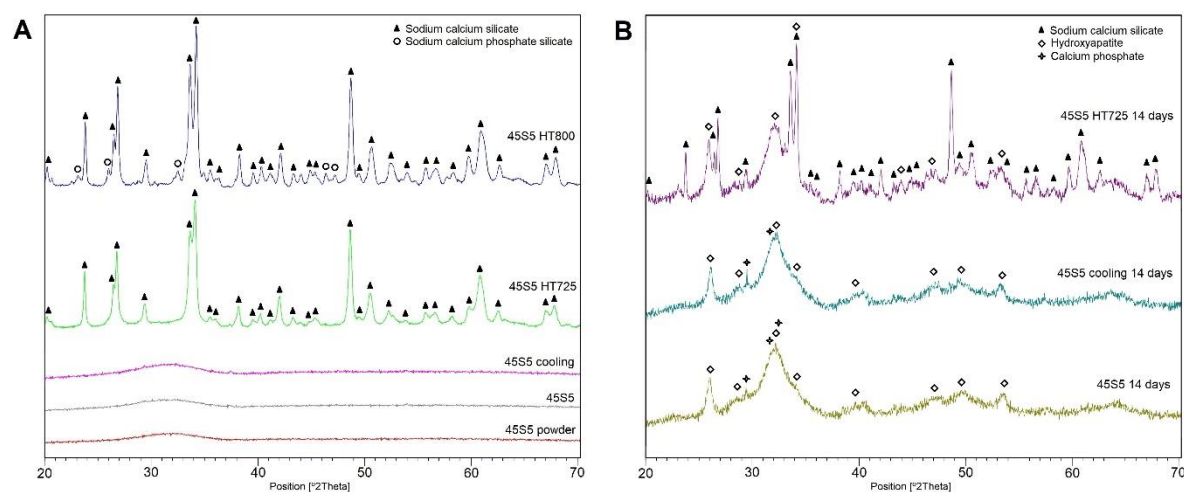 A
▲ Sodium calcium silicate
○ Sodium calcium phosphate silicate
45S5 HT800
45S5 HT725
45S5 cooling
45S5
45S5 powder
20 30 40 50 60 70
Position [°2Theta]
B
▲ Sodium calcium silicate
◇ Hydroxyapatite
✦ Calcium phosphate
45S5 HT725 14 days
45S5 cooling 14 days
45S5 14 days
20 30 40 50 60 70
Position [°2Theta]